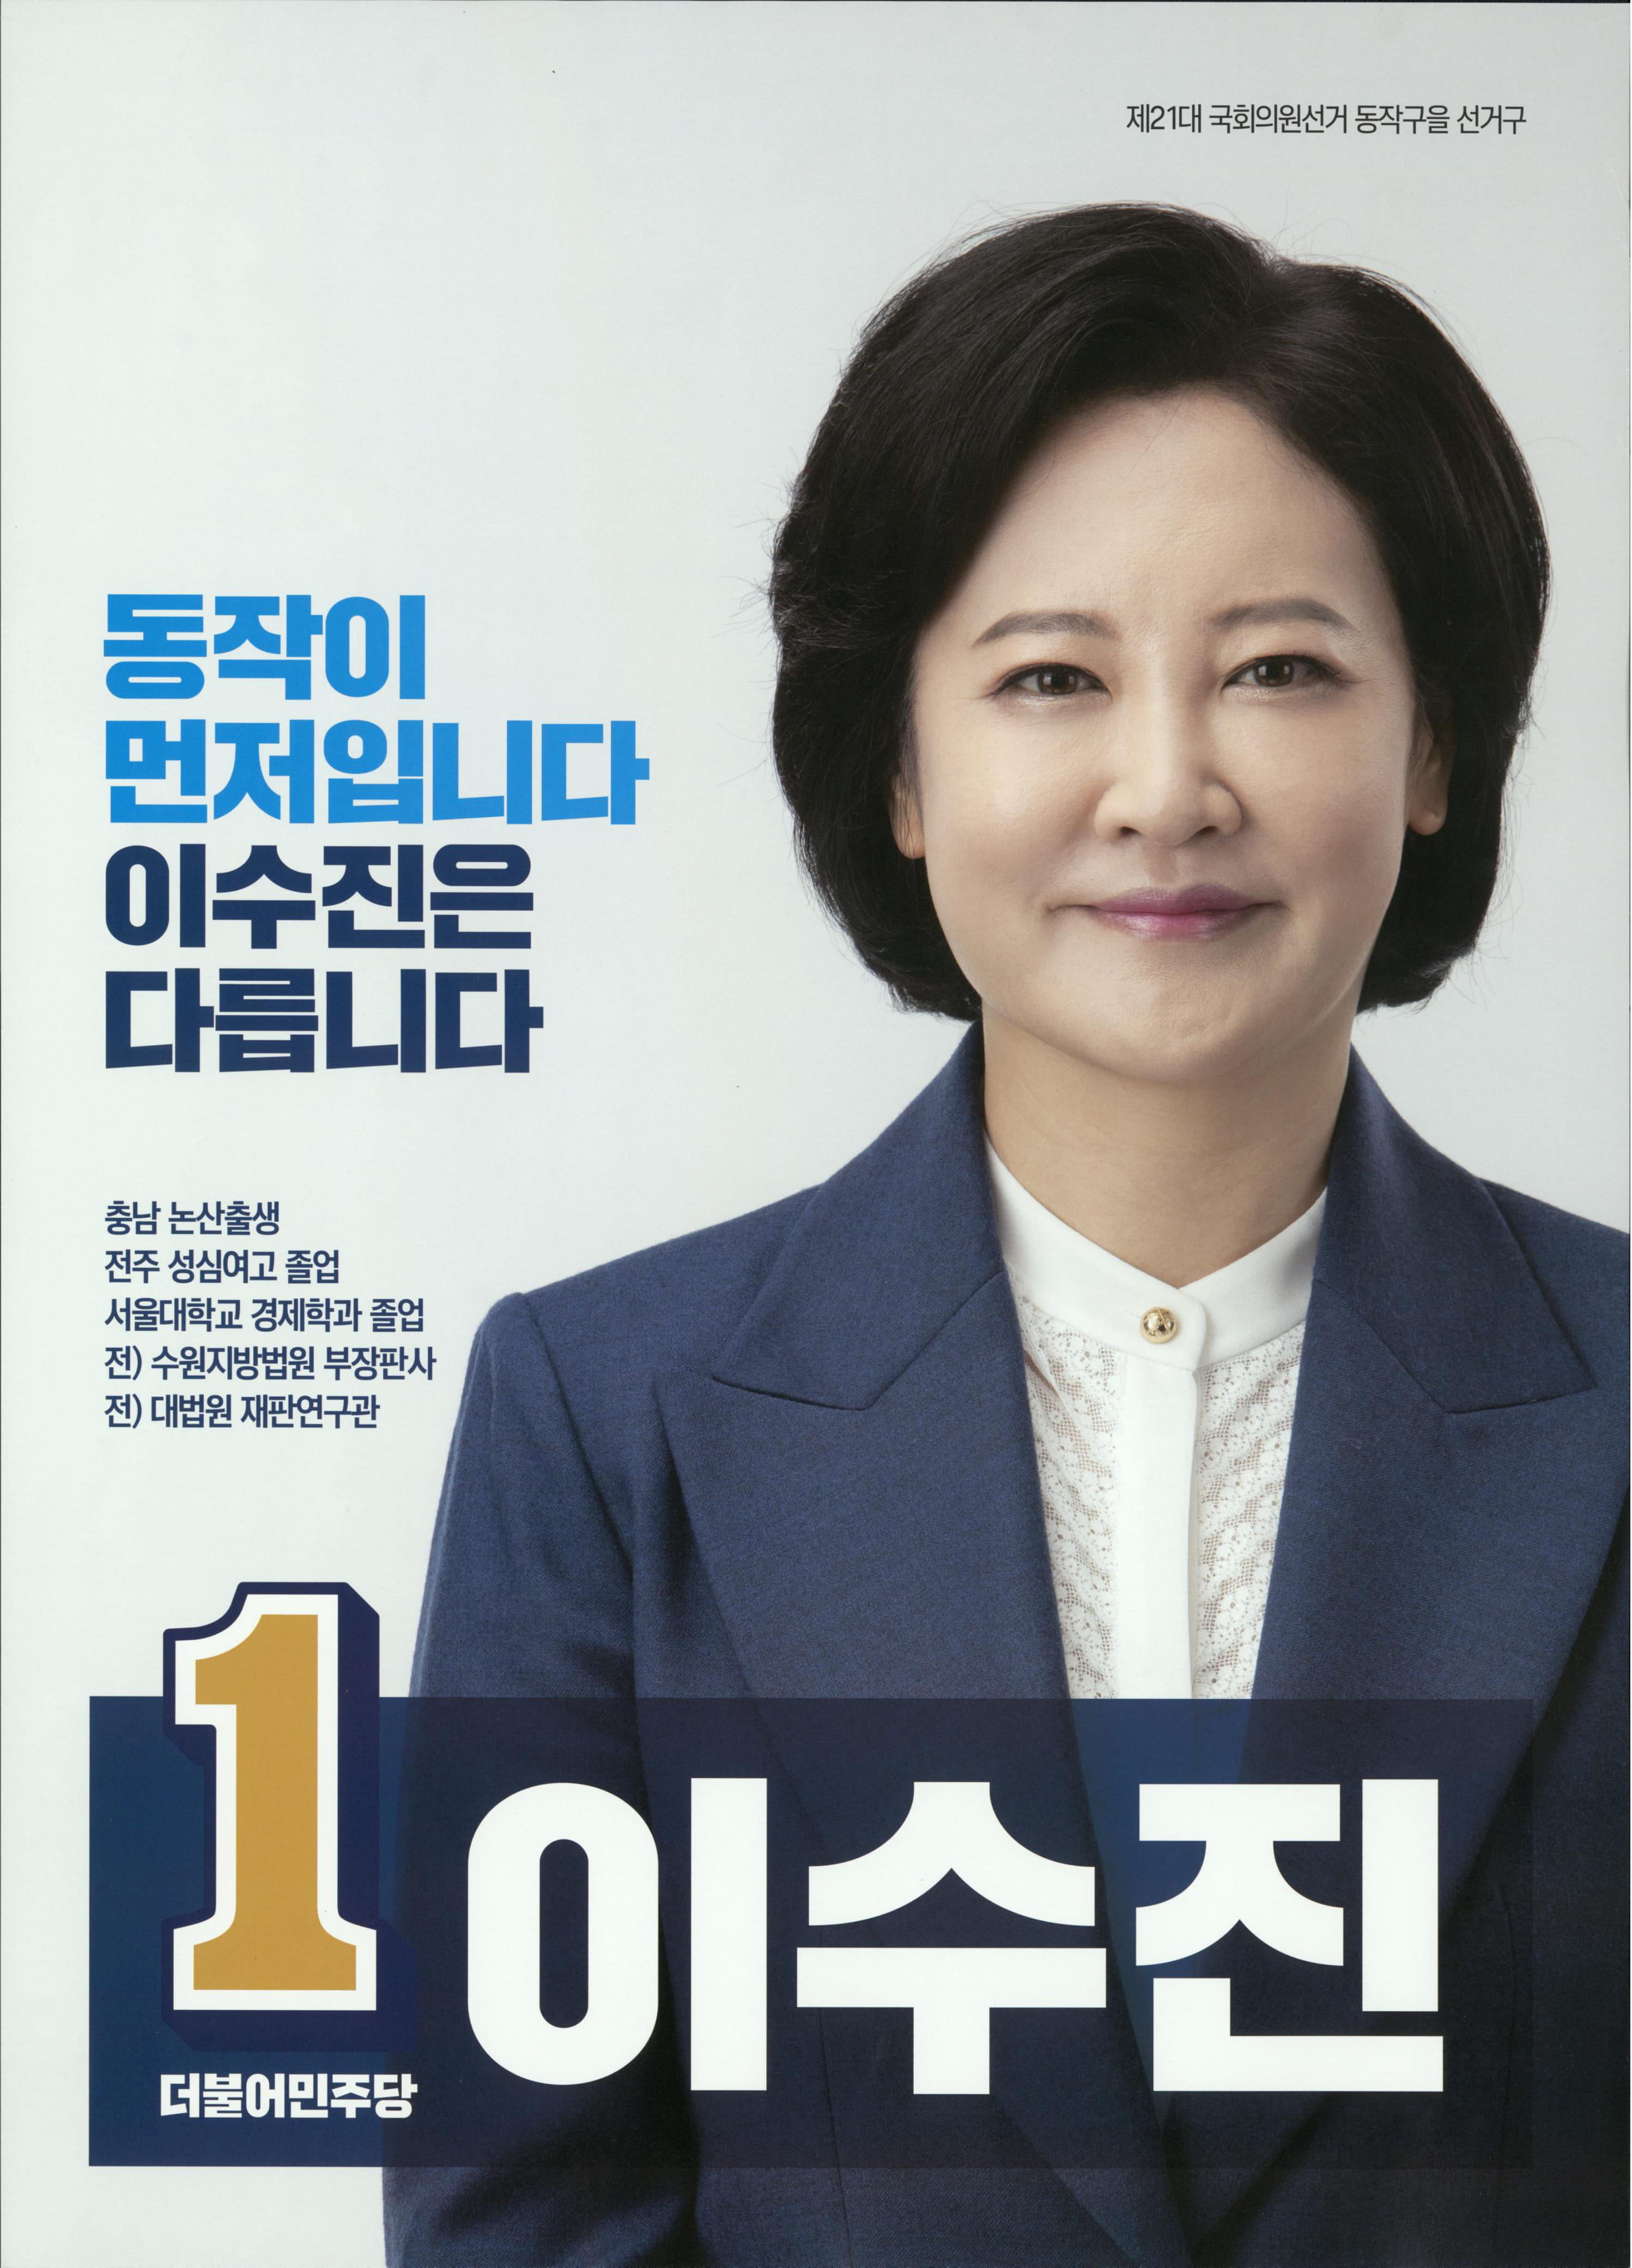 제21대 국회의원선거 동작구을 선거구
동작이
먼저입니다
이수진은
다릅니다
충남 논산출생
전주 성심여고 졸업
서울대학교 경제학과 졸업
전) 수원지방법원 부장판사
전) 대법원 재판연구관
1 이수진
더불어민주당